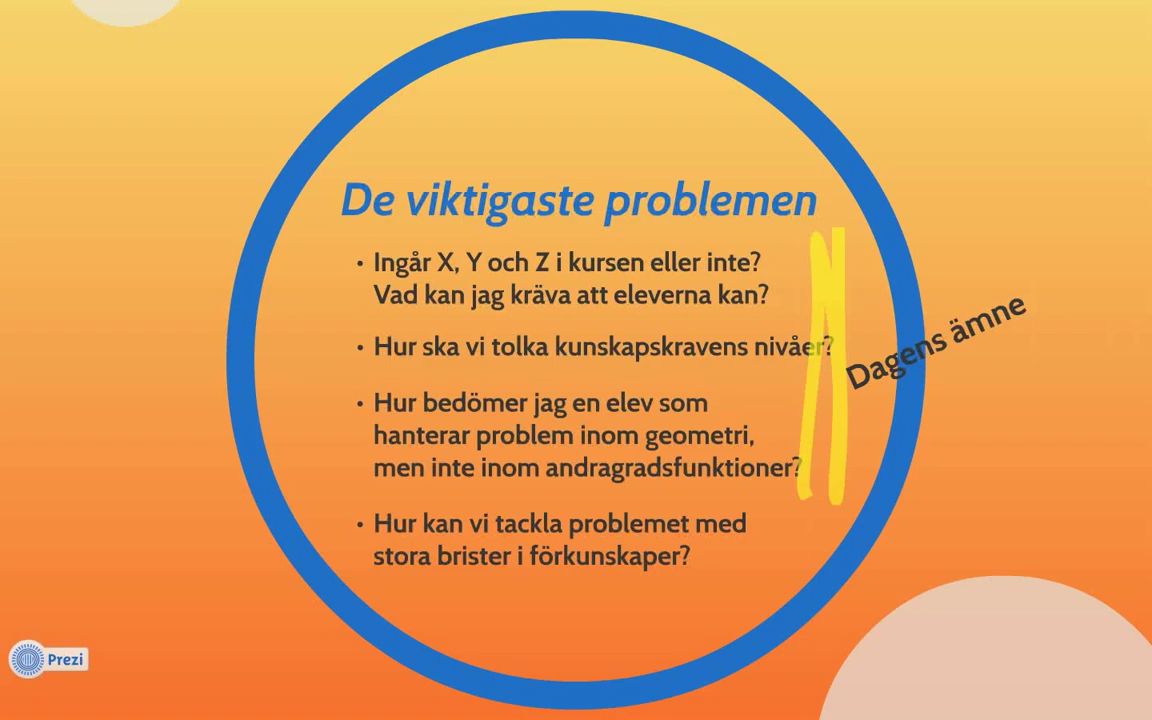 De viktigaste problemen
• Ingår X, Y och Z i kursen eller inte?
Vad kan jag kräva att eleverna kan?
• Hur ska vi tolka kunskapskravens nivåer?
• Hur bedömer jag en elev som
hanterar problem inom geometri,
men inte inom andragradsfunktioner?
• Hur kan vi tackla problemet med
stora brister i förkunskaper?
Dagens ämne
Prezi